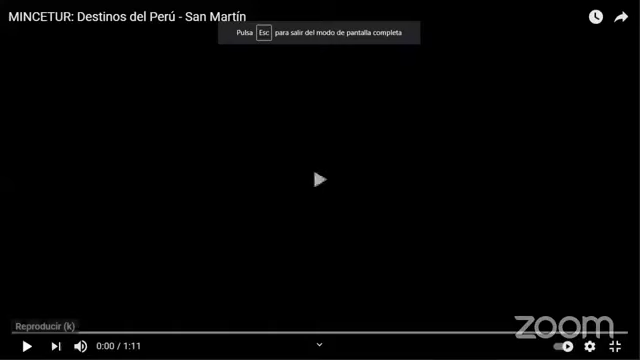 MINCETUR: Destinos del Perú - San Martín
Pulsa Esc para salir del modo de pantalla completa
Reproducir (k)
zoom
0:00 / 1:11